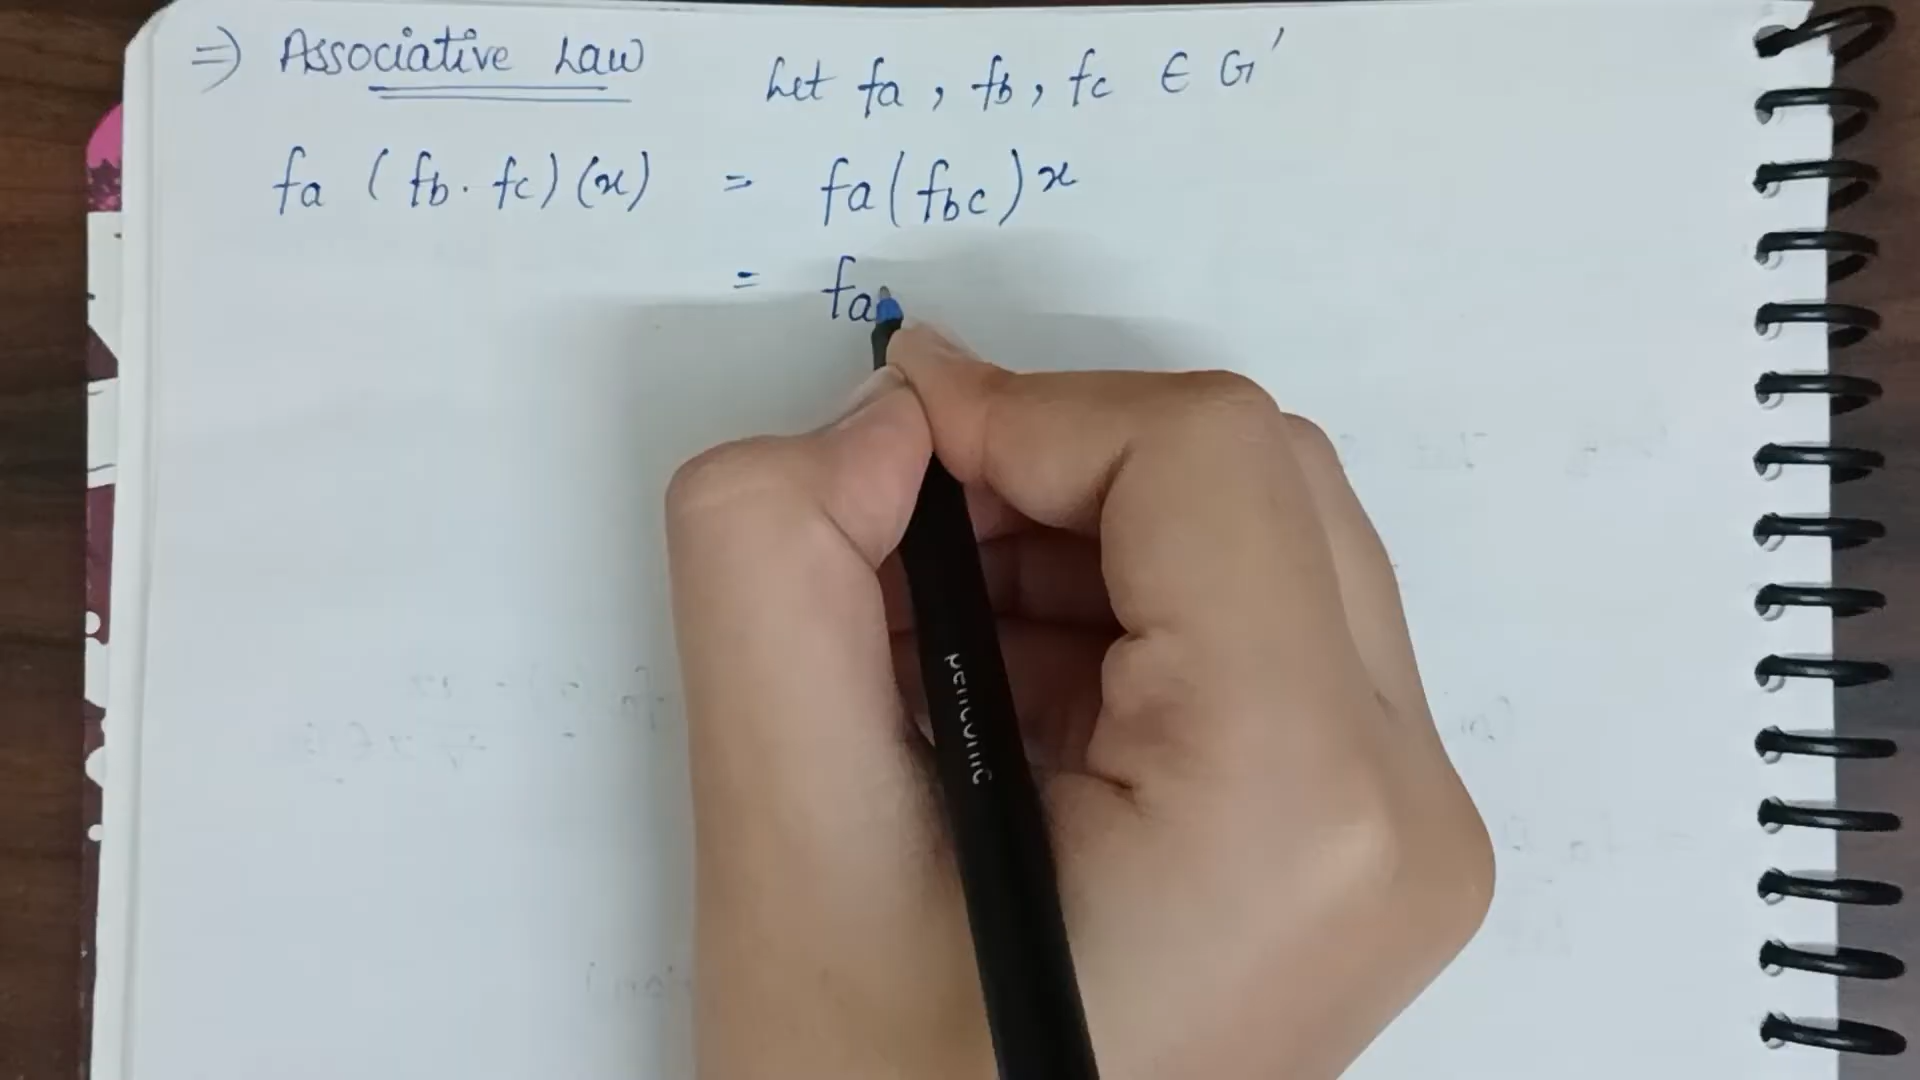 ⇒) Associative Law Let fa, fb, fc ∈ G'
fa (fb. fc) (x) = fa(fbc)x
= fa